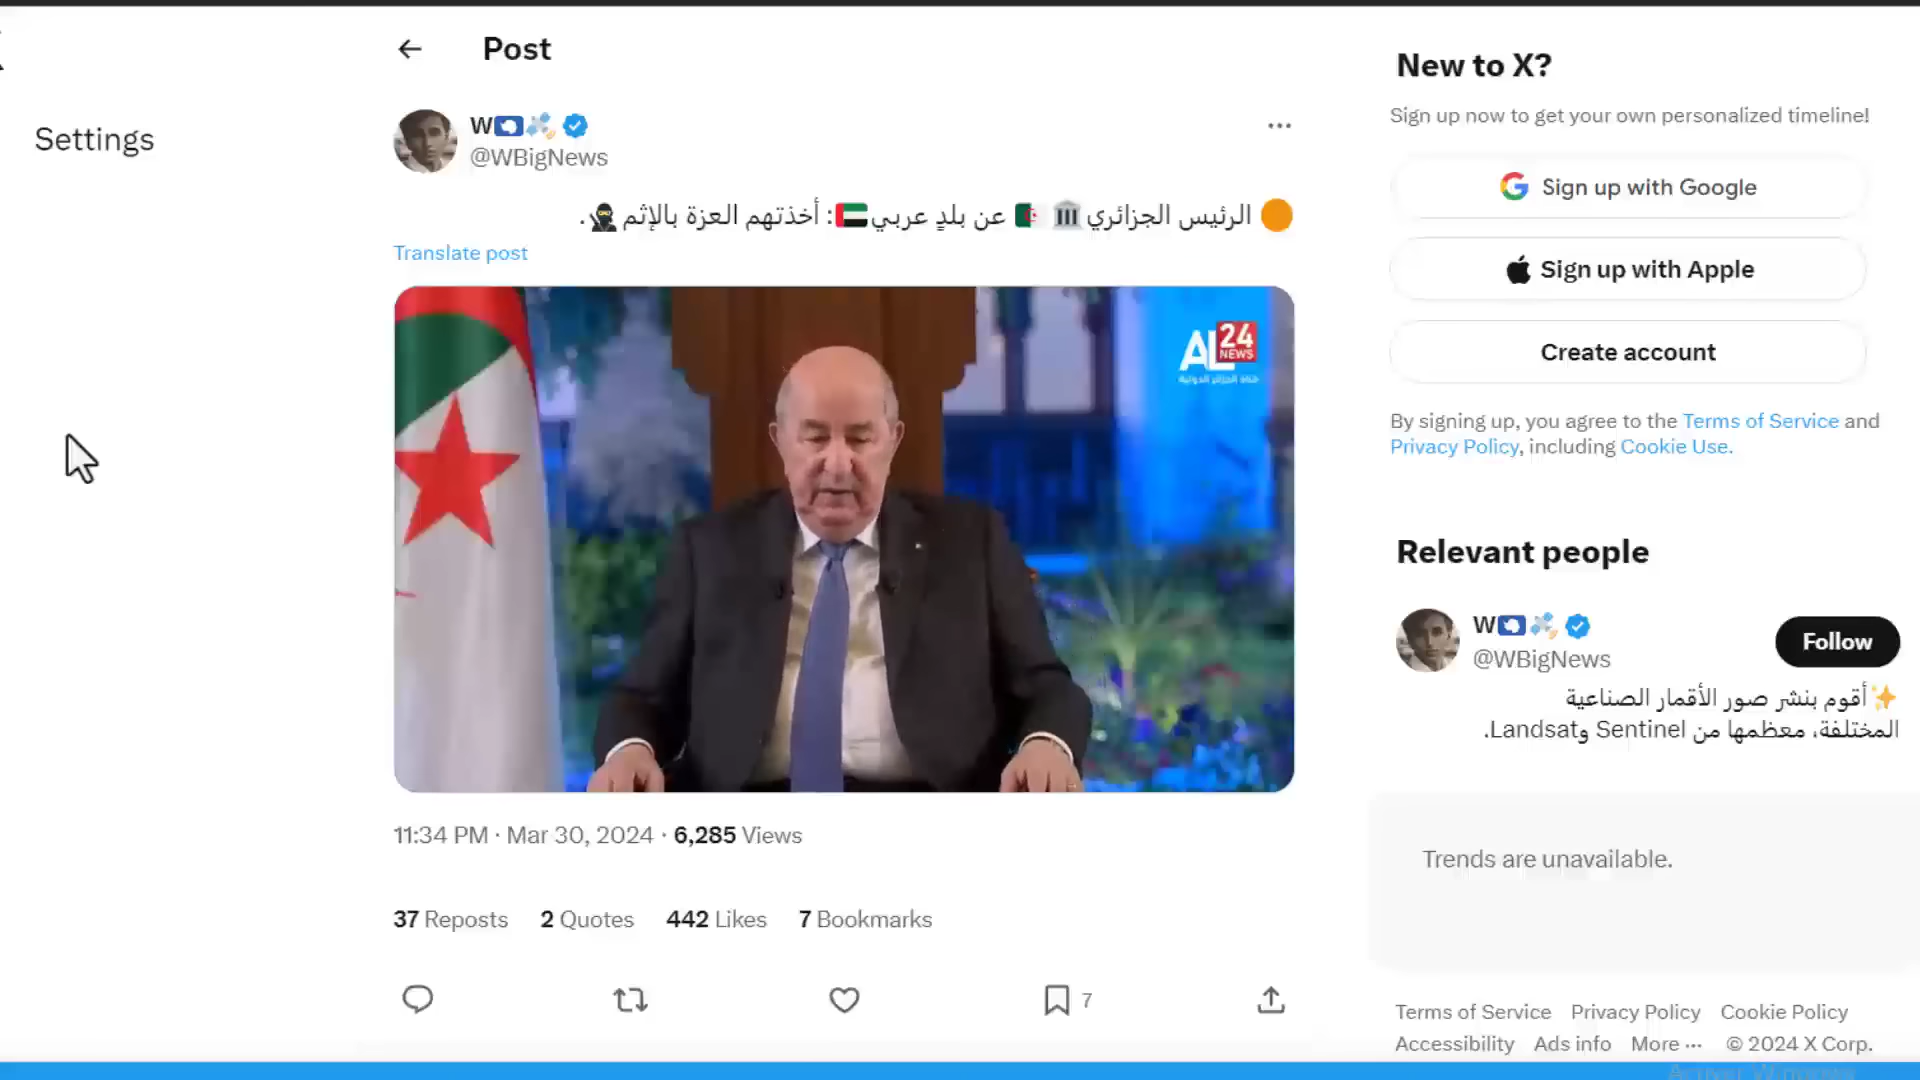 Post
New to X?
Sign up now to get your own personalized timeline!
Settings
W
@WBigNews
Sign up with Google
🟠 الرئيس الجزائري🏛️🇩🇿 عن بلدٍ عربي🇦🇪: أخذتهم العزة بالإثم🥷.
Translate post
Sign up with Apple
AL
24
NEWS
قناة الجزائر الدولية
Create account
By signing up, you agree to the Terms of Service and
Privacy Policy, including Cookie Use.
Relevant people
W
@WBigNews
Follow
✨أقوم بنشر صور الأقمار الصناعية
المختلفة، معظمها من Sentinel وLandsat.
11:34 PM · Mar 30, 2024 · 6,285 Views
Trends are unavailable.
37 Reposts 2 Quotes 442 Likes 7 Bookmarks
7
Terms of Service Privacy Policy Cookie Policy
Accessibility Ads info More ··· © 2024 X Corp.